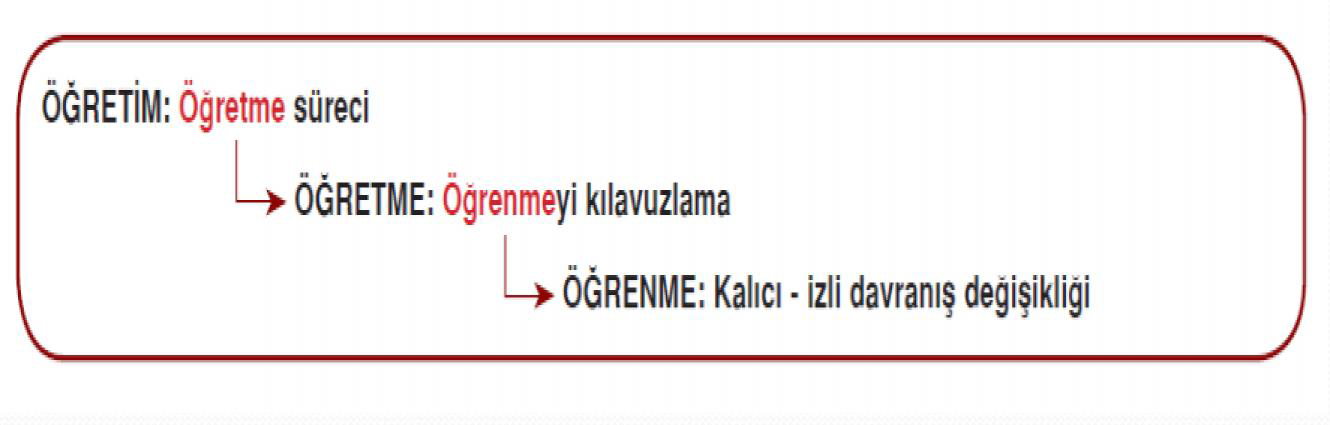 ÖĞRETİM: Öğretme süreci
ÖĞRETME: Öğrenmeyi kılavuzlama
ÖĞRENME: Kalıcı - izli davranış değişikliği